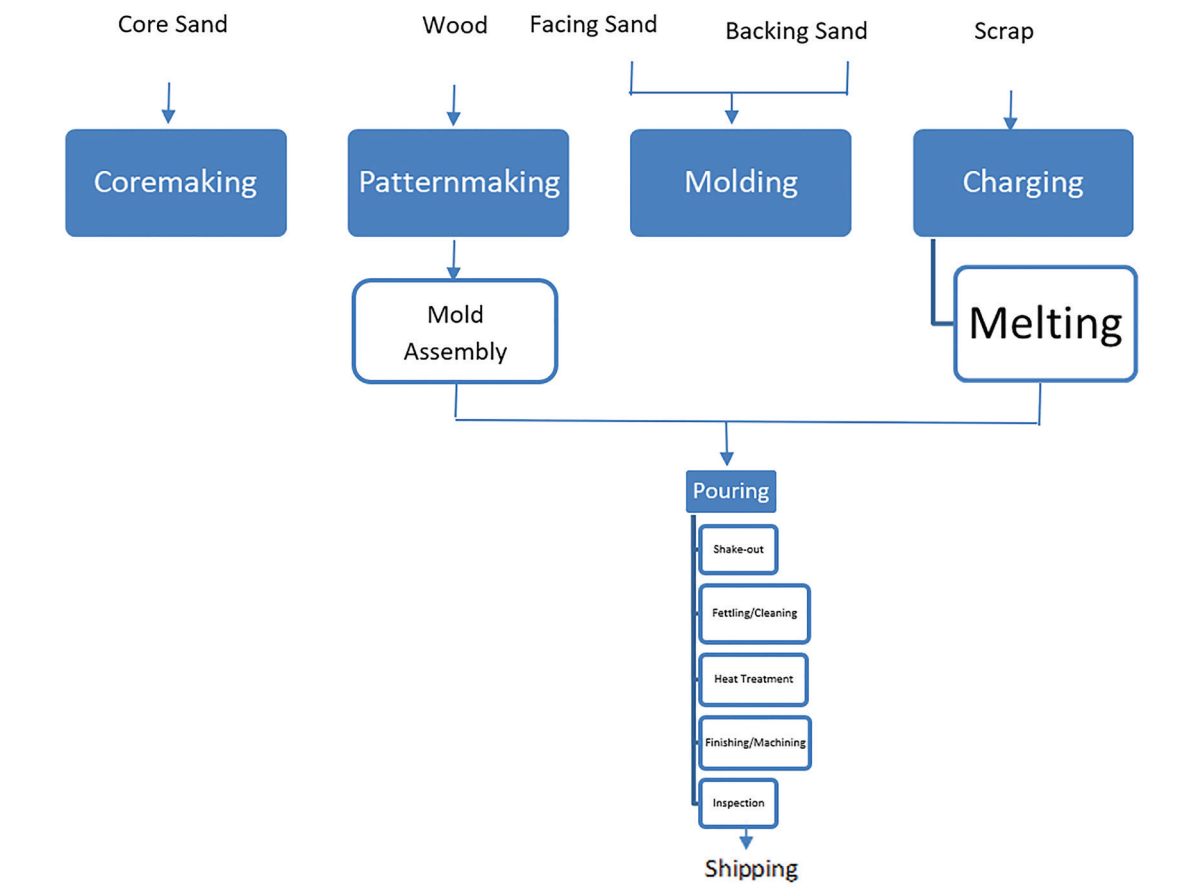 Core Sand
Wood
Facing Sand
Backing Sand
Scrap
Coremaking
Patternmaking
Molding
Charging
Mold
Assembly
Melting
Pouring
Shake-out
Fettling/Cleaning
Heat Treatment
Finishing/Machining
Inspection
Shipping